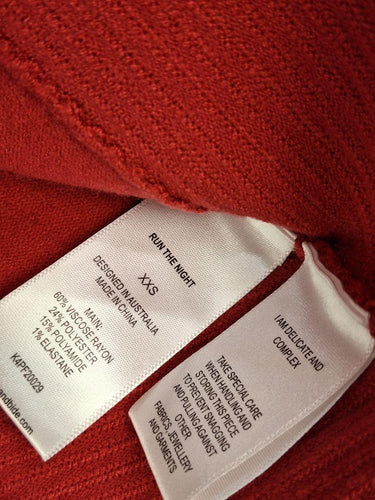 RUN THE NIGHT
XXS
DESIGNED IN AUSTRALIA
MADE IN CHINA
MAIN:
60% VISCOSE RAYON
24% POLYESTER
15% POLYAMIDE
1% ELASTANE
K4PF20029
I AM DELICATE AND
COMPLEX
TAKE SPECIAL CARE
WHEN HANDLING AND
STORING THIS PIECE
TO PREVENT SNAGGING
AND PULLING AGAINST
OTHER
FABRICS, JEWELLERY
AND GARMENTS